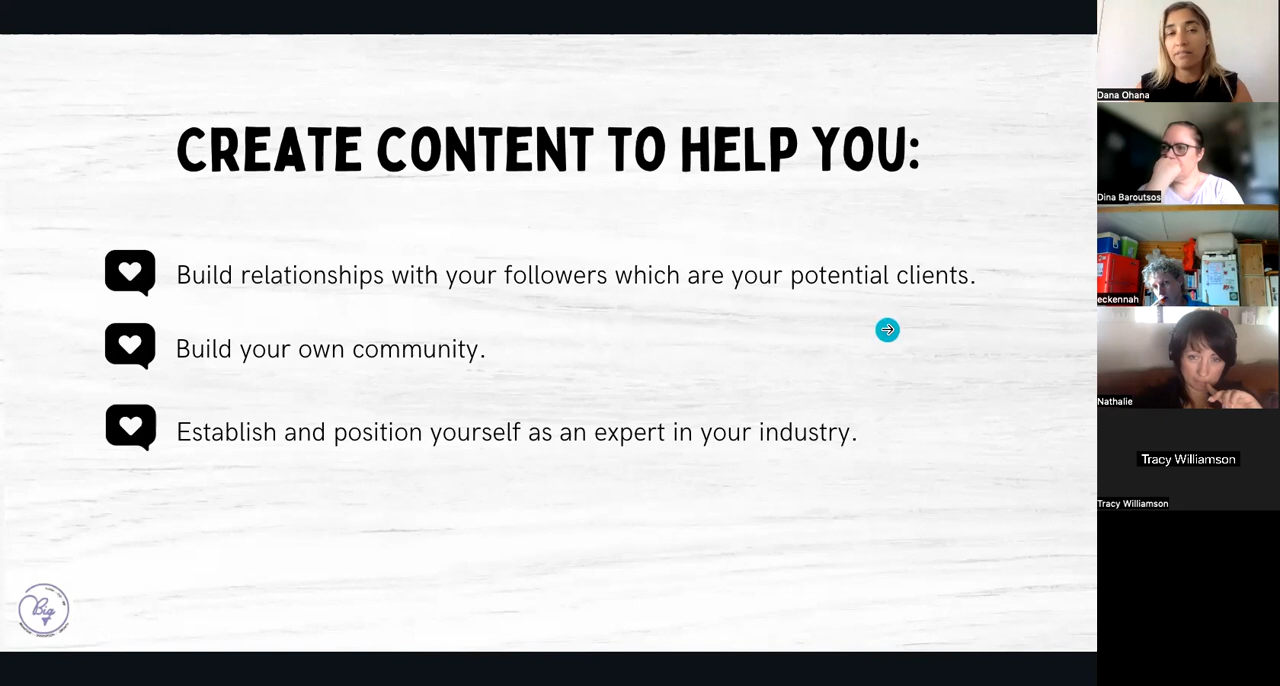 CREATE CONTENT TO HELP YOU:
Build relationships with your followers which are your potential clients.
Build your own community.
Establish and position yourself as an expert in your industry.
Big
Dana Ohana
Dina Baroutsos
eckennah
Nathalie
Tracy Williamson
Tracy Williamson